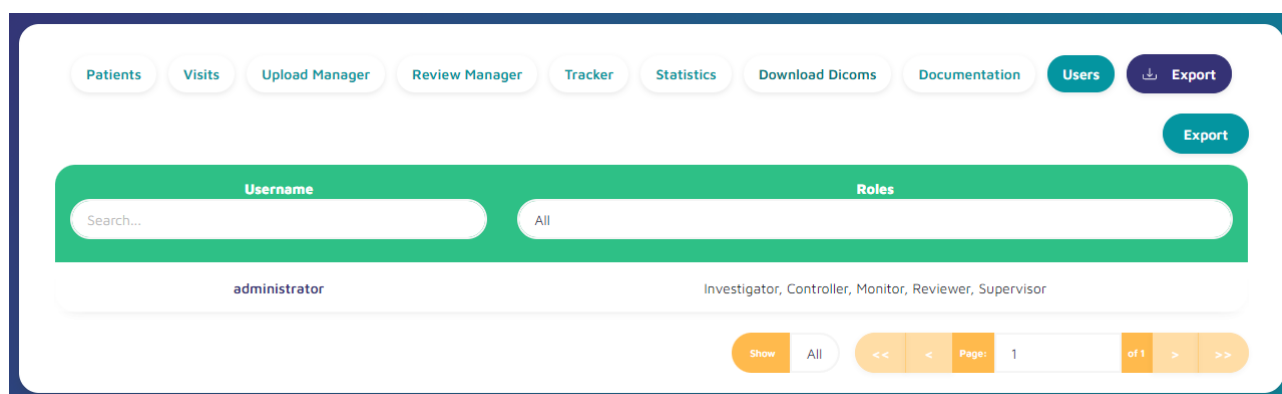 Patients Visits Upload Manager Review Manager Tracker Statistics Download Dicoms Documentation Users Export
Export
Username Roles
Search... All
administrator Investigator, Controller, Monitor, Reviewer, Supervisor
Show All << < Page: 1 of 1 > >>